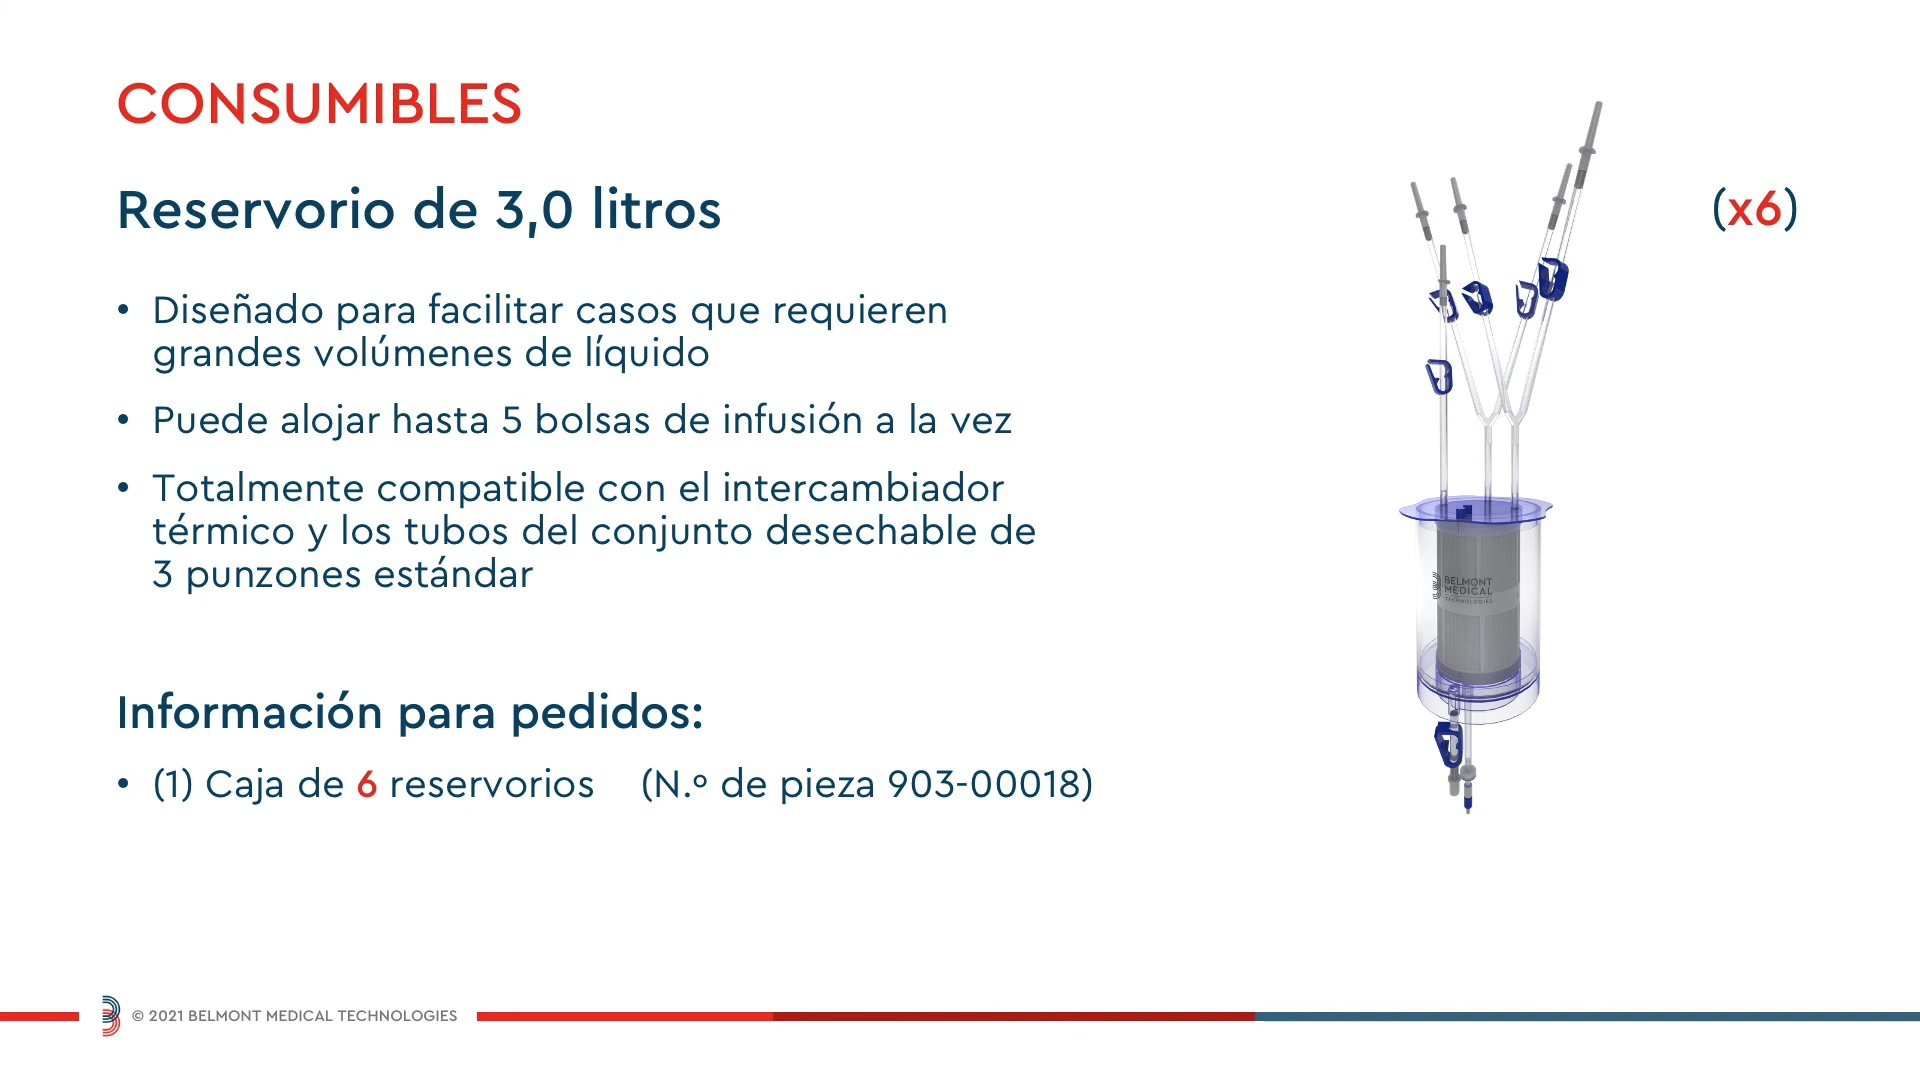 CONSUMIBLES
Reservorio de 3,0 litros
(x6)
• Diseñado para facilitar casos que requieren
grandes volúmenes de líquido
• Puede alojar hasta 5 bolsas de infusión a la vez
• Totalmente compatible con el intercambiador
térmico y los tubos del conjunto desechable de
3 punzones estándar
BELMONT
MEDICAL
TECHNOLOGIES
Información para pedidos:
• (1) Caja de 6 reservorios (N.º de pieza 903-00018)
© 2021 BELMONT MEDICAL TECHNOLOGIES